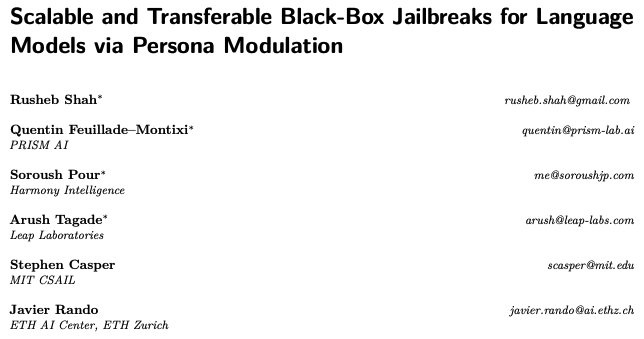 Scalable and Transferable Black-Box Jailbreaks for Language
Models via Persona Modulation
Rusheb Shah* rusheb.shah@gmail.com
Quentin Feuillade–Montixi* quentin@prism-lab.ai
PRISM AI
Soroush Pour* me@soroushjp.com
Harmony Intelligence
Arush Tagade* arush@leap-labs.com
Leap Laboratories
Stephen Casper scasper@mit.edu
MIT CSAIL
Javier Rando javier.rando@ai.ethz.ch
ETH AI Center, ETH Zurich